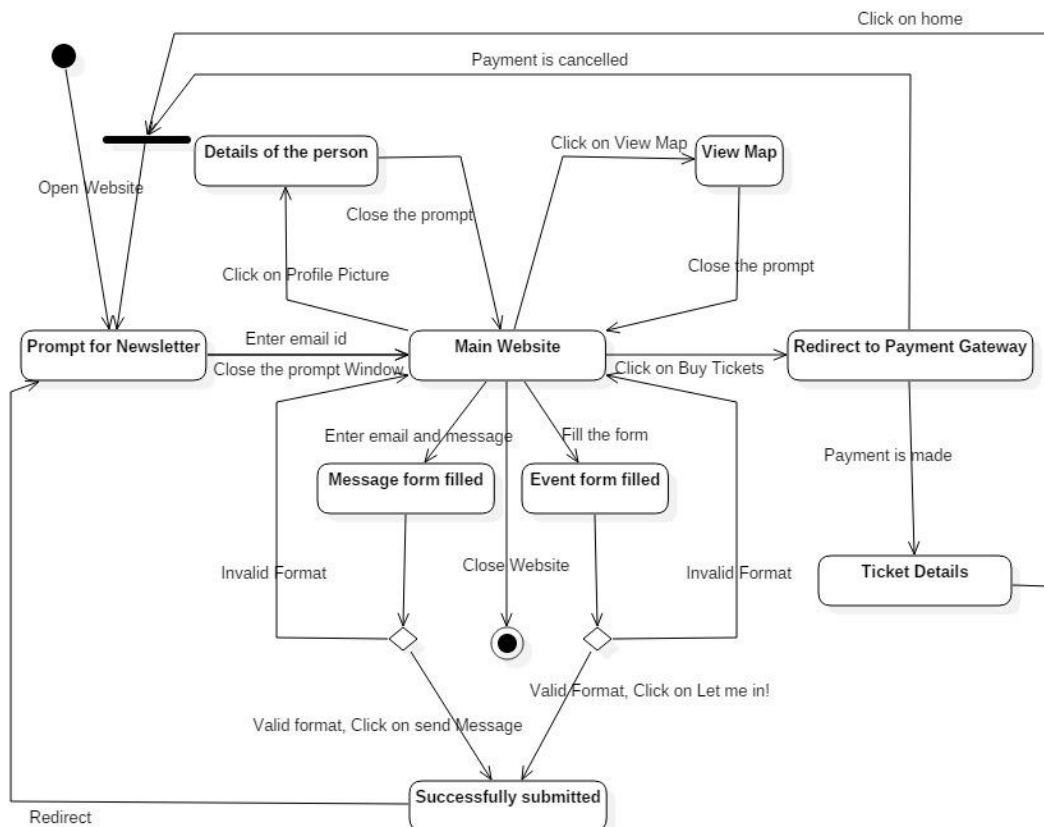 Click on home
Payment is cancelled
Details of the person
Click on View Map
View Map
Open Website
Close the prompt
Click on Profile Picture
Close the prompt
Prompt for Newsletter
Enter email id
Main Website
Redirect to Payment Gateway
Close the prompt Window
Click on Buy Tickets
Enter email and message
Fill the form
Payment is made
Message form filled
Event form filled
Invalid Format
Close Website
Invalid Format
Ticket Details
Valid Format, Click on Let me in!
Valid format, Click on send Message
Successfully submitted
Redirect